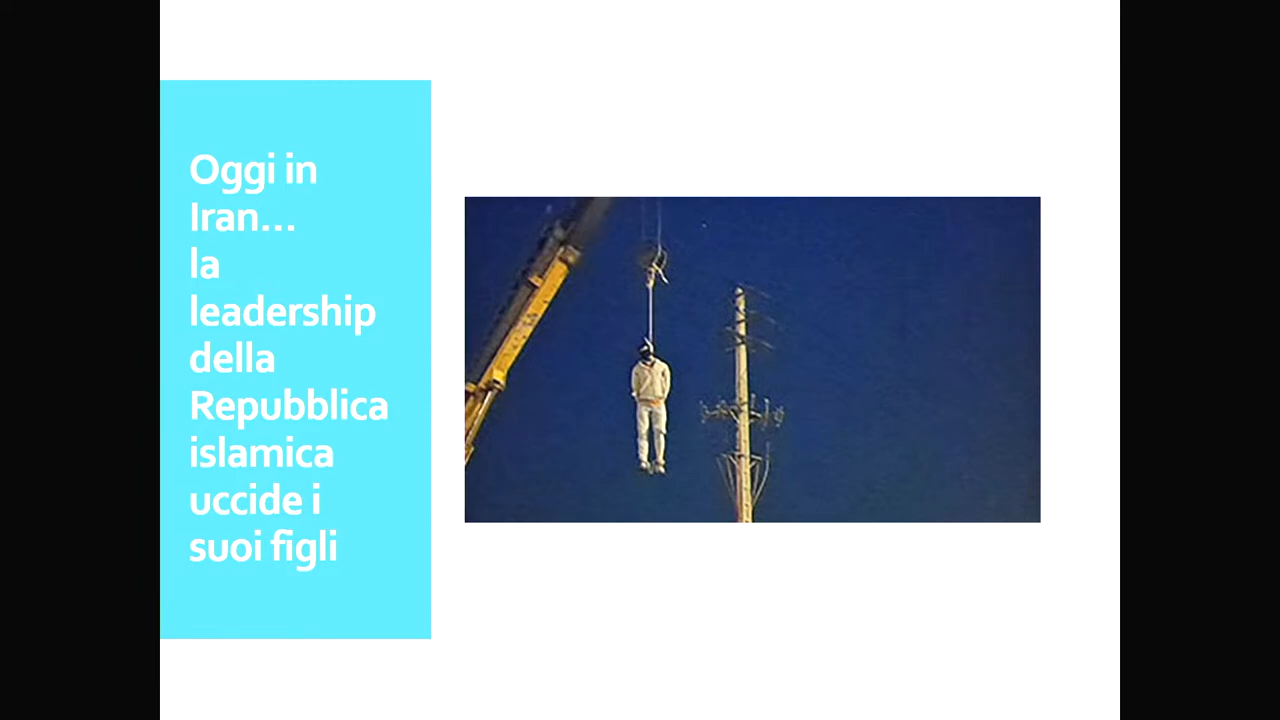 Oggi in
Iran...
la
leadership
della
Repubblica
islamica
uccide i
suoi figli